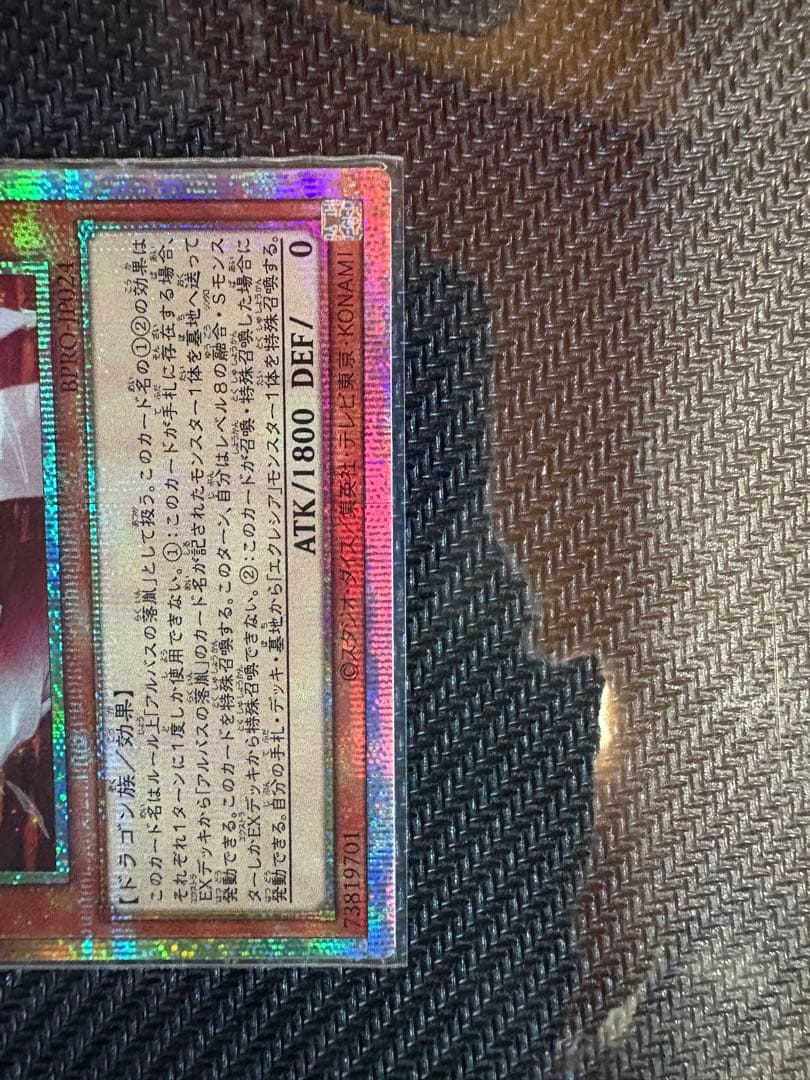 BPRO-JP024
【ドラゴン族／効果】
このカード名はルール上「アルバスの落胤」として扱う。このカード名の①②の効果は
それぞれ１ターンに１度しか使用できない。①：このカードが手札に存在する場合、
EXデッキから「アルバスの落胤」のカード名が記されたモンスター１体を墓地へ送って
発動できる。このカードを特殊召喚する。このターン、自分はレベル８の融合・Sモンス
ターしかEXデッキから特殊召喚できない。②：このカードが召喚・特殊召喚した場合に
発動できる。自分の手札・デッキ・墓地から「エクレシア」モンスター１体を特殊召喚する。
ATK/1800 DEF/ 0
73819701
©スタジオ・ダイス／集英社・テレビ東京・KONAMI